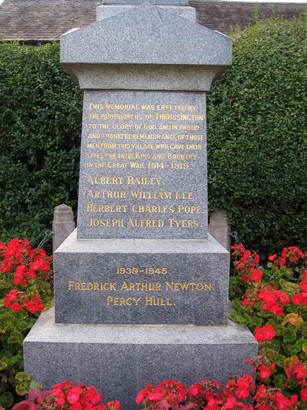 THIS MEMORIAL WAS ERECTED BY
THE PARISHIONERS OF THRUSSINGTON
TO THE GLORY OF GOD, AND IN PROUD
AND THANKFUL REMEMBRANCE OF THOSE
MEN FROM THIS VILLAGE WHO GAVE THEIR
LIVES FOR THEIR KING AND COUNTRY
IN THE GREAT WAR, 1914-1919.
ALBERT BAILEY.
ARTHUR WILLIAM LEE.
HERBERT CHARLES POPE.
JOSEPH ALFRED TYERS.
1939-1945
FREDRICK ARTHUR NEWTON.
PERCY HULL.